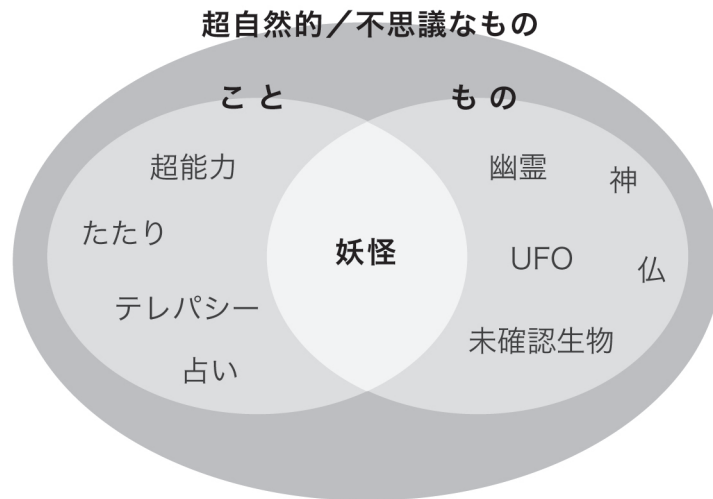 超自然的／不思議なもの
こと
もの
超能力
たたり
テレパシー
占い
妖怪
幽霊
神
UFO
仏
未確認生物